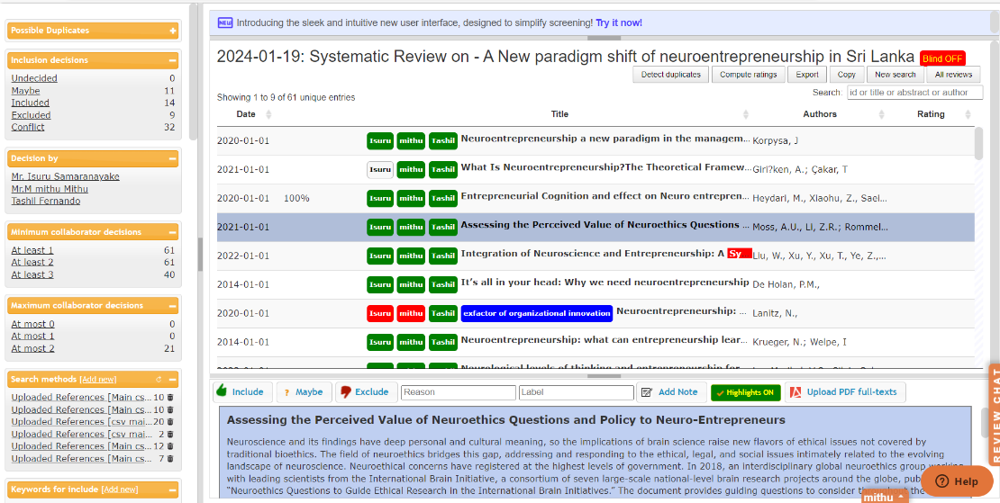 Possible Duplicates
Inclusion decisions
Undecided 0
Maybe 11
Included 14
Excluded 9
Conflict 32
Decision by
Mr. Isuru Samaranayake
Mr.M mithu Mithu
Tashil Fernando
Minimum collaborator decisions
At least 1 61
At least 2 61
At least 3 40
Maximum collaborator decisions
At most 0 0
At most 1 0
At most 2 21
Search methods [Add new]
Uploaded References [Main cs... 10
Uploaded References [Main cs... 10
Uploaded References [csv mai... 20
Uploaded References [csv mai... 2
Uploaded References [Main cs... 12
Uploaded References [Main cs... 7
Keywords for include [Add new]
NEW Introducing the sleek and intuitive new user interface, designed to simplify screening! Try it now!
2024-01-19: Systematic Review on - A New paradigm shift of neuroentrepreneurship in Sri Lanka Blind OFF
Detect duplicates Compute ratings Export Copy New search All reviews
Showing 1 to 9 of 61 unique entries
Search: id or title or abstract or author
Date Title Authors Rating
2020-01-01 Isuru mithu Tashil Neuroentrepreneurship a new paradigm in the managem... Korpysa, J
2021-01-01 Isuru mithu Tashil What Is Neuroentrepreneurship?The Theoretical Framew... Girl?ken, A.; Çakar, T
2020-01-01 100% Isuru mithu Tashil Entrepreneurial Cognition and effect on Neuro entrepren... Heydari, M., Xiaohu, Z., Saei...
2021-01-01 Isuru mithu Tashil Assessing the Perceived Value of Neuroethics Questions ... Moss, A.U., Li, Z.R.; Rommel...
2022-01-01 Isuru mithu Tashil Integration of Neuroscience and Entrepreneurship: A Sy Liu, W., Xu, Y., Xu, T., Ye, Z.,...
2014-01-01 Isuru mithu Tashil It's all in your head: Why we need neuroentrepreneurship De Holan, P.M.,
2020-01-01 Isuru mithu Tashil exfactor of organizational innovation Neuroentrepreneurship: ... Lanitz, N.,
2014-01-01 Isuru mithu Tashil Neuroentrepreneurship: what can entrepreneurship lear... Krueger, N.; Welpe, I
Include Maybe Exclude Reason Label Add Note Highlights ON Upload PDF full-texts
Assessing the Perceived Value of Neuroethics Questions and Policy to Neuro-Entrepreneurs
Neuroscience and its findings have deep personal and cultural meaning, so the implications of brain science raise new flavors of ethical issues not covered by
traditional bioethics. The field of neuroethics bridges this gap, addressing and responding to the ethical, legal, and social issues intimately related to the evolving
landscape of neuroscience. Neuroethical concerns have registered at the highest levels of government. In 2018, an interdisciplinary global neuroethics group working
with leading scientists from the International Brain Initiative, a consortium of seven large-scale national-level brain research projects around the globe,
"Neuroethics Questions to Guide Ethical Research in the International Brain Initiatives." The document provides guiding questions to consider
REVIEW CHAT
Help
mithu